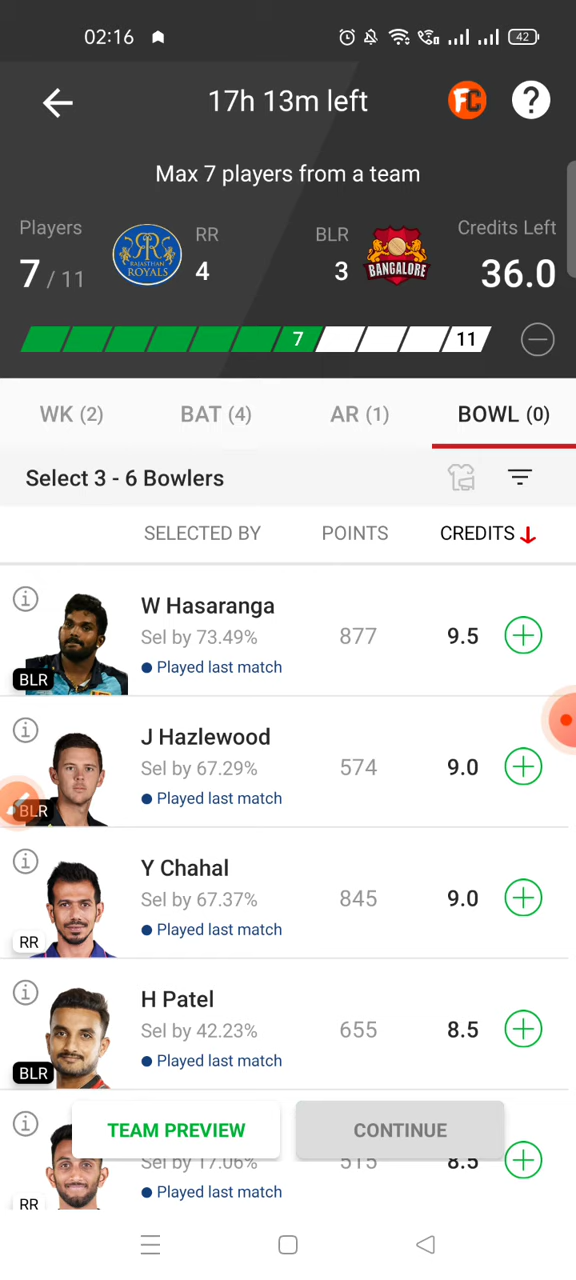 02:16
42
17h 13m left
FC
?
Max 7 players from a team
Players
RR
BLR
Credits Left
7 / 11
4
3
36.0
RAJASTHAN
ROYALS
BANGALORE
7
11
WK (2)
BAT (4)
AR (1)
BOWL (0)
Select 3 - 6 Bowlers
SELECTED BY
POINTS
CREDITS
W Hasaranga
Sel by 73.49%
877
9.5
Played last match
BLR
J Hazlewood
Sel by 67.29%
574
9.0
Played last match
BLR
Y Chahal
Sel by 67.37%
845
9.0
Played last match
RR
H Patel
Sel by 42.23%
655
8.5
Played last match
BLR
TEAM PREVIEW
CONTINUE
Sel by 17.06%
515
8.5
Played last match
RR